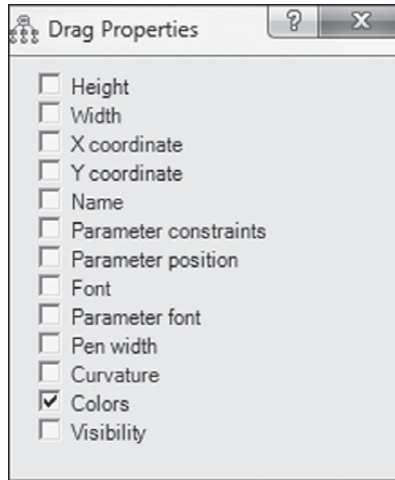 Drag Properties
Height
Width
X coordinate
Y coordinate
Name
Parameter constraints
Parameter position
Font
Parameter font
Pen width
Curvature
Colors
Visibility